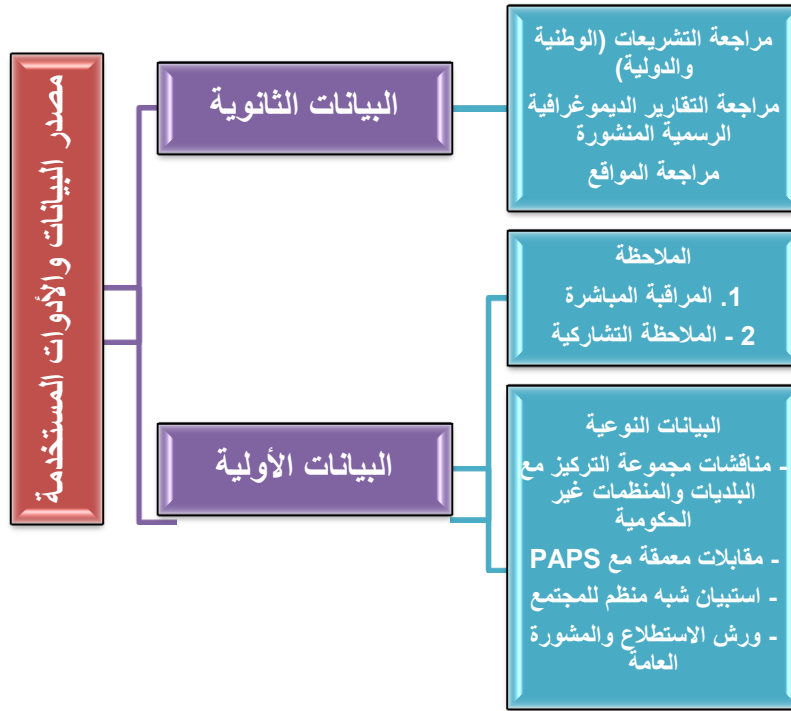 مصدر البيانات والأدوات المستخدمة
البيانات الثانوية
مراجعة التشريعات (الوطنية
والدولية)
مراجعة التقارير الديموغرافية
الرسمية المنشورة
مراجعة المواقع
البيانات الأولية
الملاحظة
1. المراقبة المباشرة
2 - الملاحظة التشاركية
البيانات النوعية
- مناقشات مجموعة التركيز مع
البلديات والمنظمات غير
الحكومية
- مقابلات معمقة مع PAPS
- استبيان شبه منظم للمجتمع
- ورش الاستطلاع والمشورة
العامة